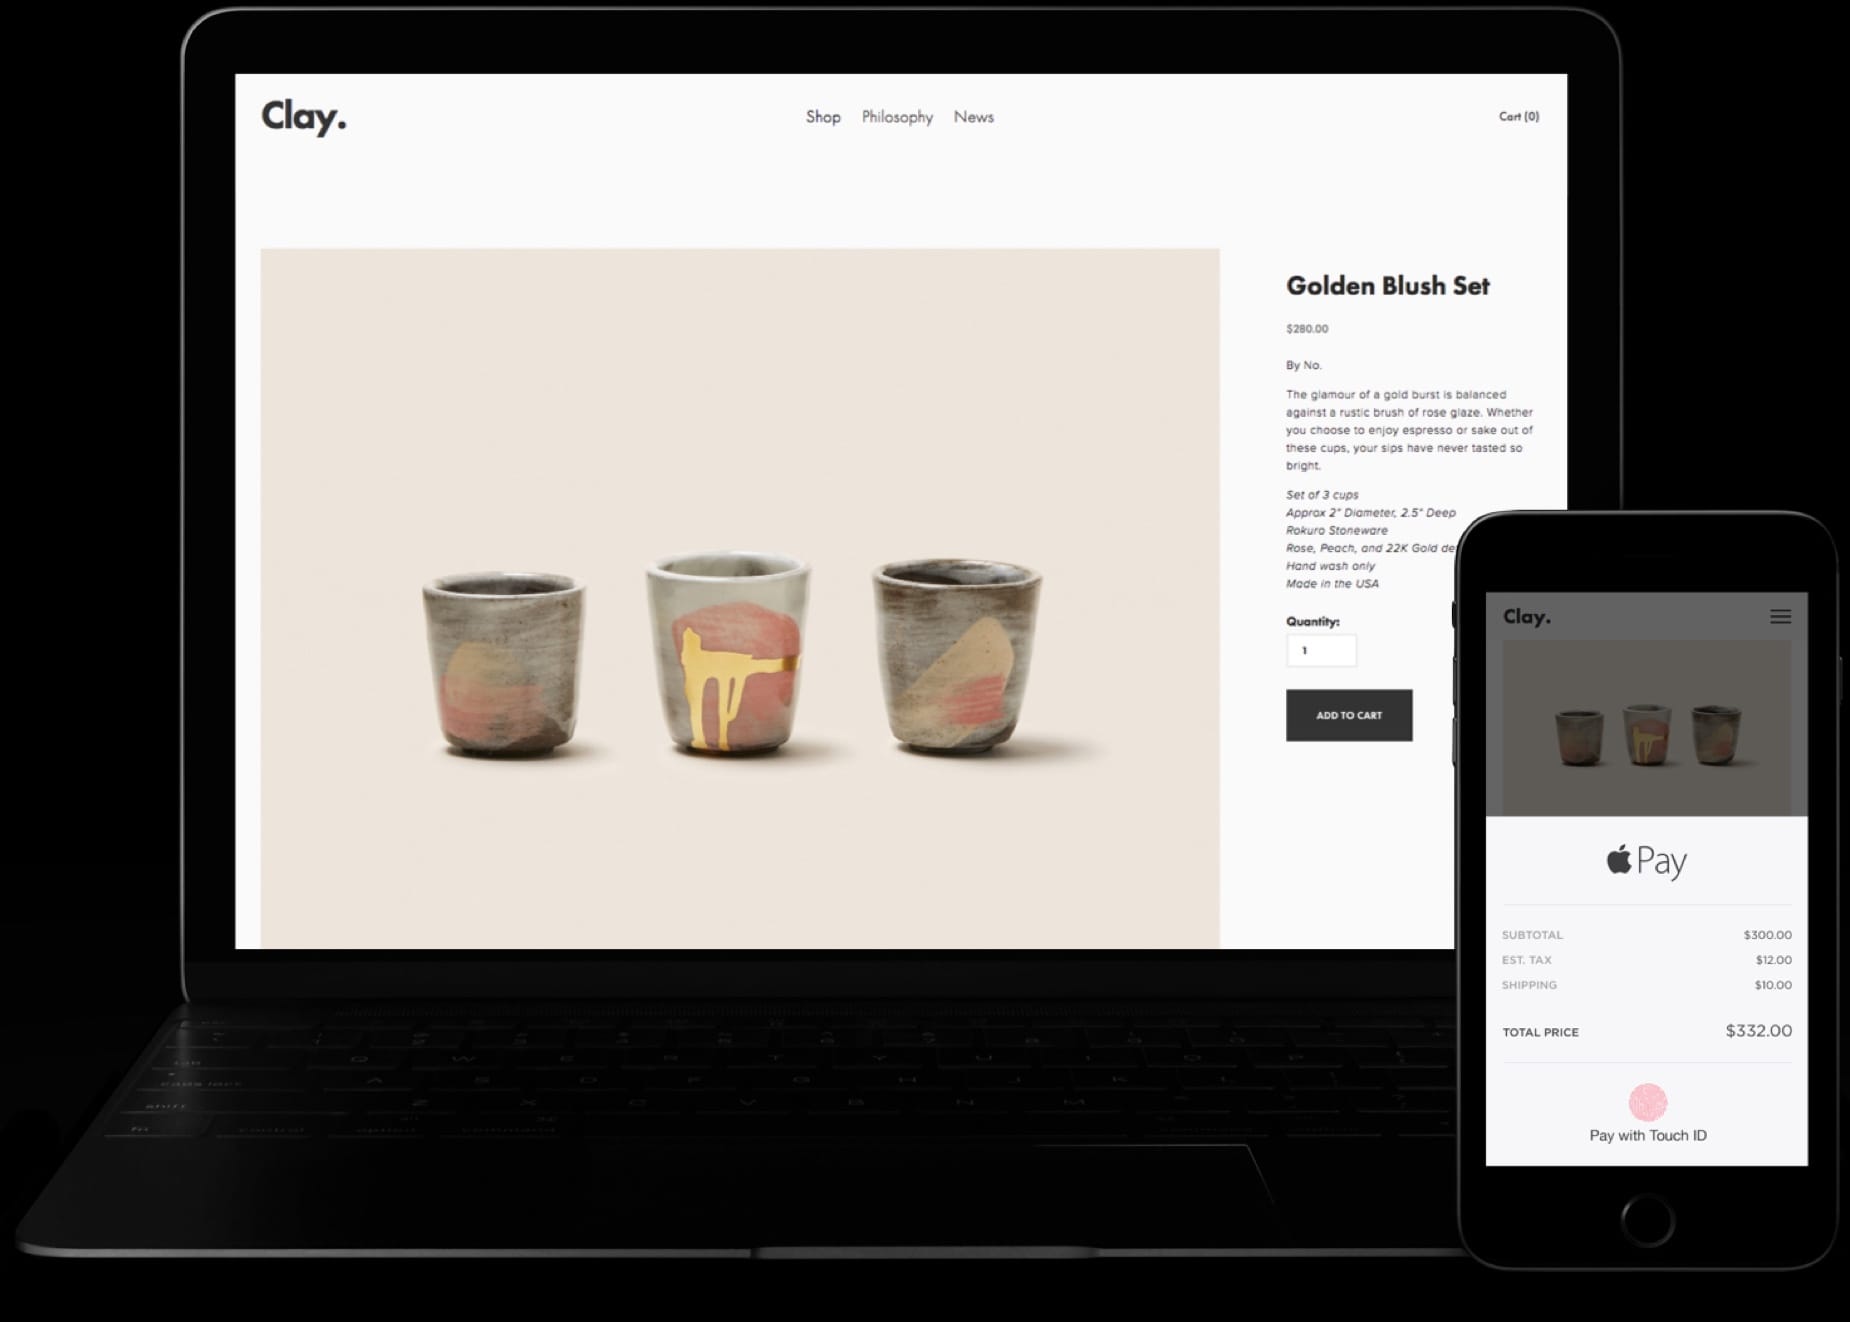 Clay.
Shop Philosophy News
Cart (0)
Golden Blush Set
$280.00
By No.
The glamour of a gold burst is balanced
against a rustic brush of rose glaze. Whether
you choose to enjoy espresso or sake out of
these cups, your sips have never tasted so
bright.
Set of 3 cups
Approx 2" Diameter, 2.5" Deep
Rokuro Stoneware
Rose, Peach, and 22K Gold de
Hand wash only
Made in the USA
Quantity:
1
ADD TO CART
Q W E R T Y U I O P
A S D F G H J K L
shift Z X C V B N M
fn control option command
Clay.
Pay
SUBTOTAL $300.00
EST. TAX $12.00
SHIPPING $10.00
TOTAL PRICE $332.00
Pay with Touch ID